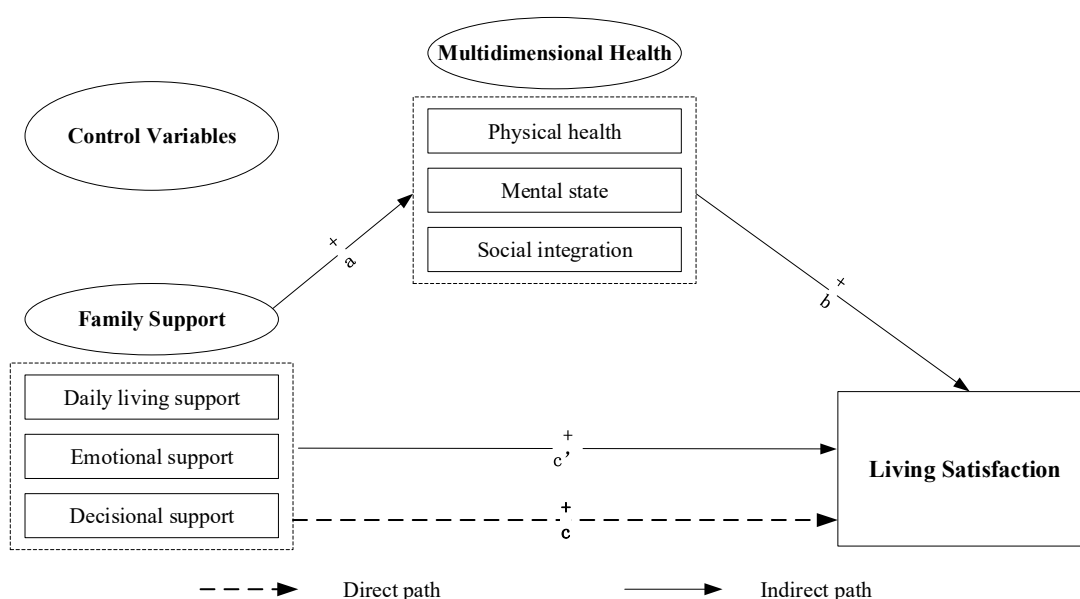 Multidimensional Health
Control Variables
Physical health
Mental state
Social integration
+
a
+
b
Family Support
Daily living support
Emotional support
Decisional support
+
c’
+
c
Living Satisfaction
Direct path
Indirect path